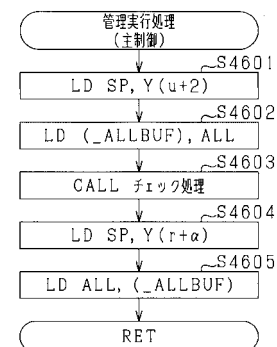 管理実行処理
(主制御)
S4601
LD SP, Y(u+2)
S4602
LD (_ALLBUF), ALL
S4603
CALL チェック処理
S4604
LD SP, Y(r+α)
S4605
LD ALL, (_ALLBUF)
RET